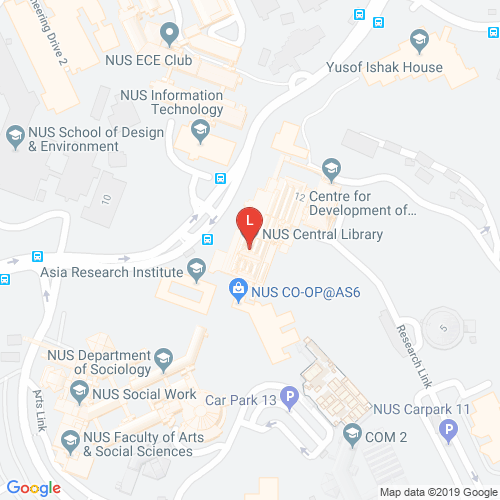 ineering Drive 2
NUS ECE Club
Yusof Ishak House
NUS Information
Technology
NUS School of Design
& Environment
10
12
Centre for
Development of...
L
NUS Central Library
Asia Research Institute
NUS CO-OP@AS6
5
Research Link
NUS Department
of Sociology
NUS Social Work
Arts Link
Car Park 13
P
NUS Carpark 11
P
NUS Faculty of Arts
& Social Sciences
COM 2
Google
Map data ©2019 Google